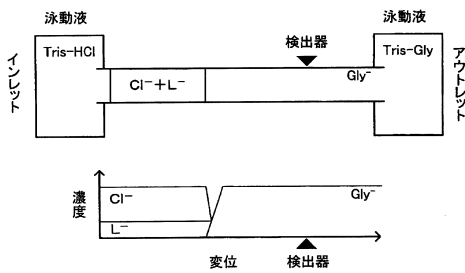 泳動液
泳動液
Tris-HCl
検出器
Tris-Gly
インレット
Cl⁻+L⁻
Gly⁻
アウトレット
濃度
Cl⁻
Gly⁻
L⁻
変位
検出器